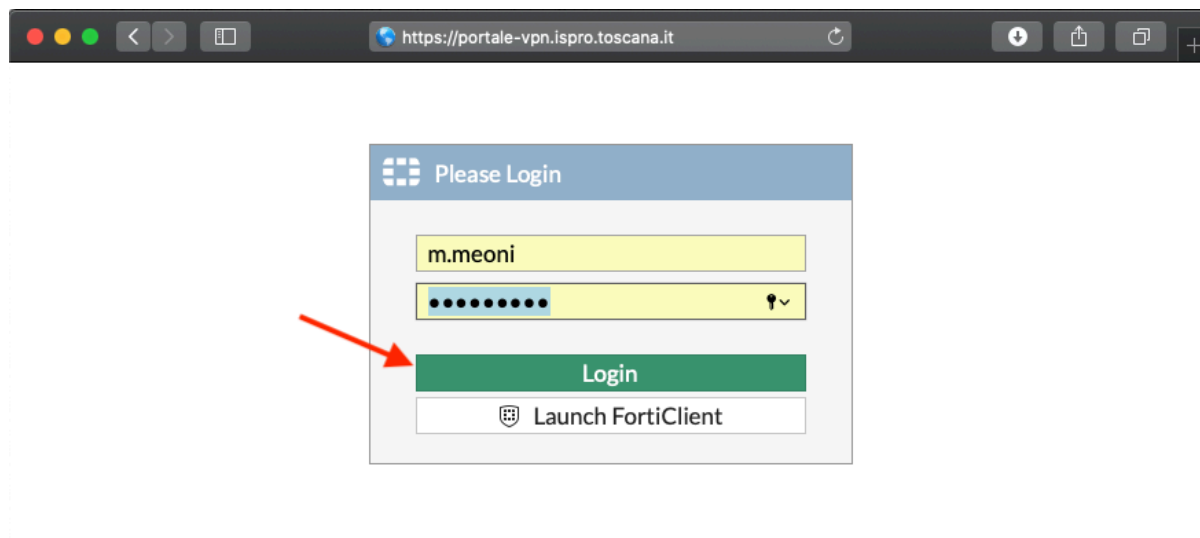 https://portale-vpn.ispro.toscana.it
Please Login
m.meoni
•••••••••
Login
Launch FortiClient